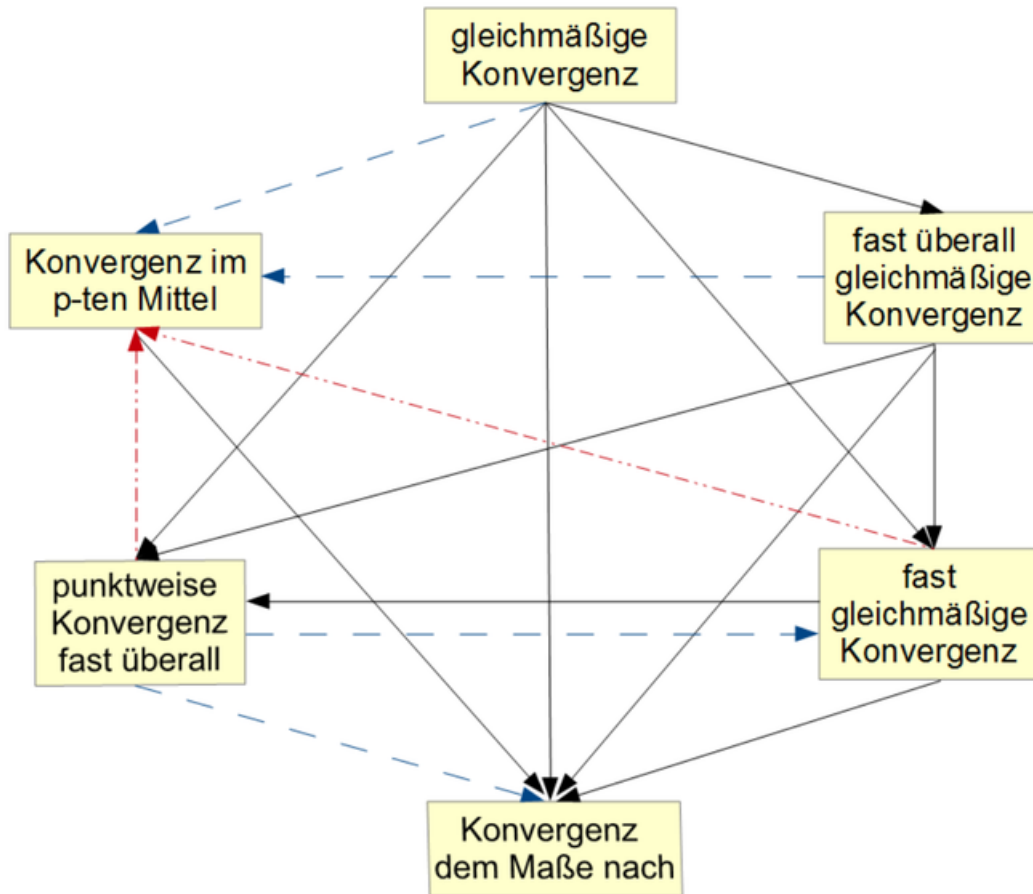 gleichmäßige
Konvergenz
Konvergenz im
p-ten Mittel
fast überall
gleichmäßige
Konvergenz
punktweise
Konvergenz
fast überall
fast
gleichmäßige
Konvergenz
Konvergenz
dem Maße nach